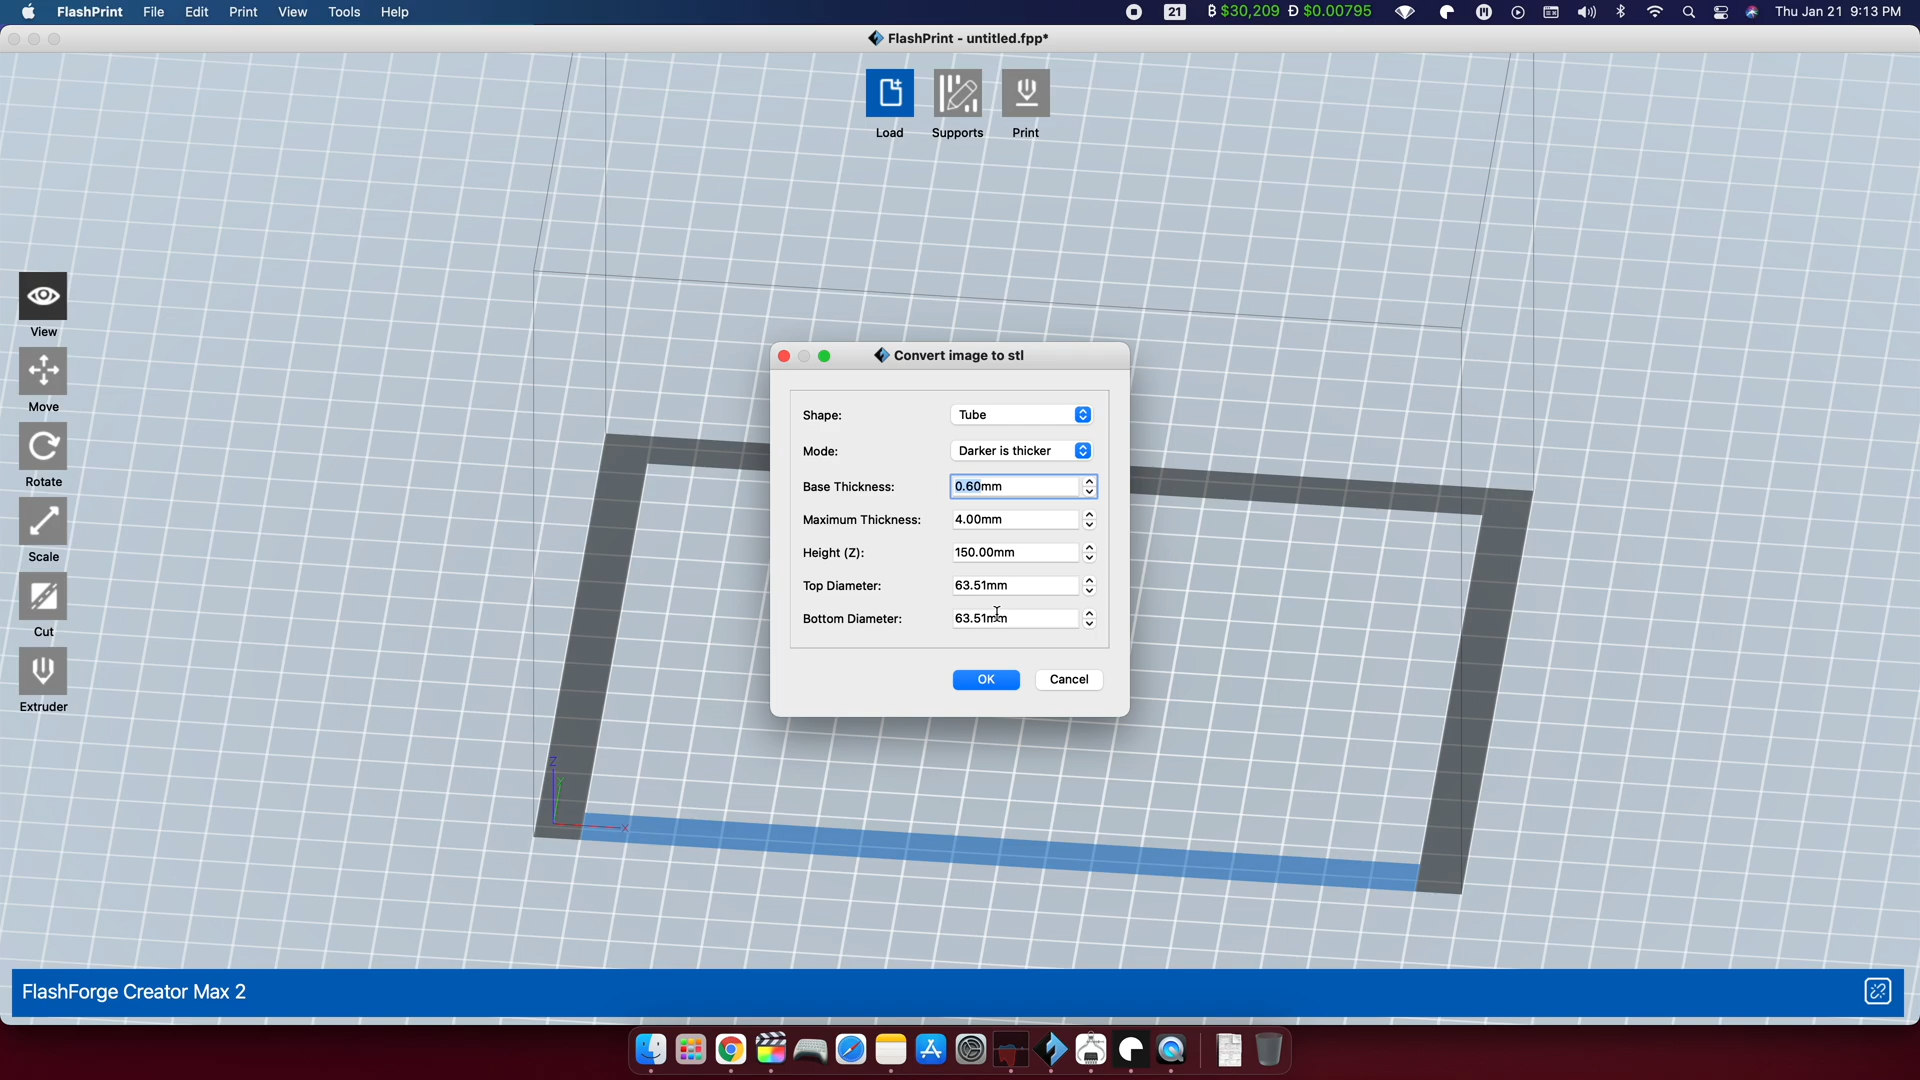 FlashPrint File Edit Print View Tools Help 21 ₿ $30,209 Ð $0.00795 Thu Jan 21 9:13 PM
FlashPrint - untitled.fpp*
Load Supports Print
View
Move
Rotate
Scale
Cut
Extruder
Convert image to stl
Shape: Tube
Mode: Darker is thicker
Base Thickness: 0.60mm
Maximum Thickness: 4.00mm
Height (Z): 150.00mm
Top Diameter: 63.51mm
Bottom Diameter: 63.51mm
OK Cancel
Z
Y
X
FlashForge Creator Max 2